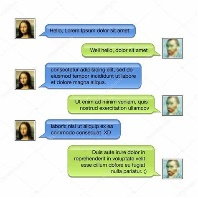 Hello, Lorem ipsum dolor sit amet
Well hello, dolor sit amet
consectetur adipisicing elit, sed do
eiusmod tempor incididunt ut labore
et dolore magna aliqua.
Ut enim ad minim veniam, quis
nostrud exercitation ullamco
laboris nisi ut aliquip ex ea
commodo consequat. XD
Duis aute irure dolor in
reprehenderit in voluptate velit
esse cillum dolore eu fugiat
nulla pariatur. :)